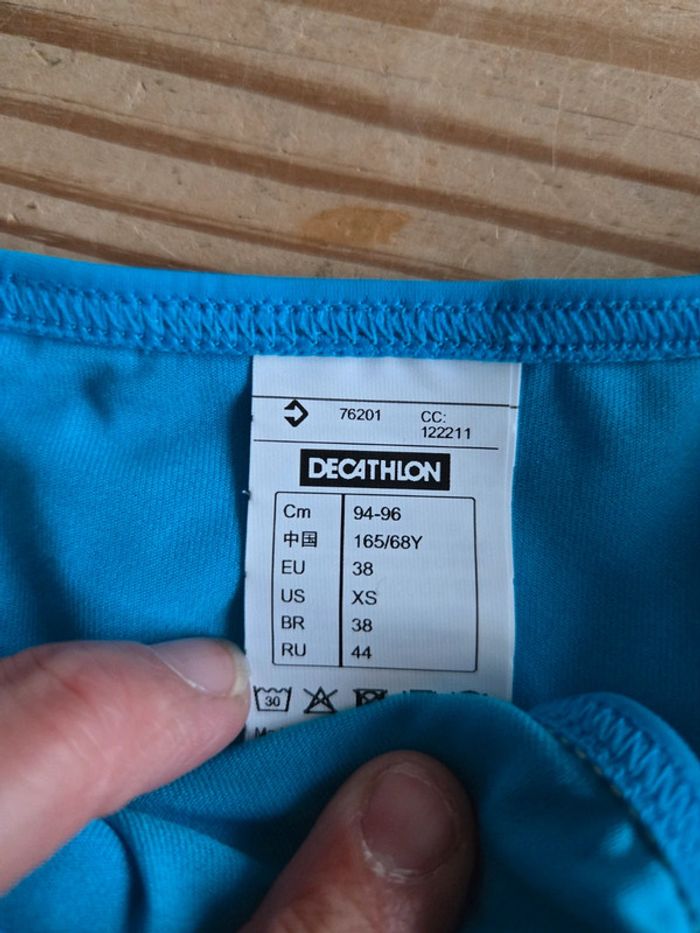 76201 CC:
122211
DECATHLON
Cm 94-96
中国 165/68Y
EU 38
US XS
BR 38
RU 44
30